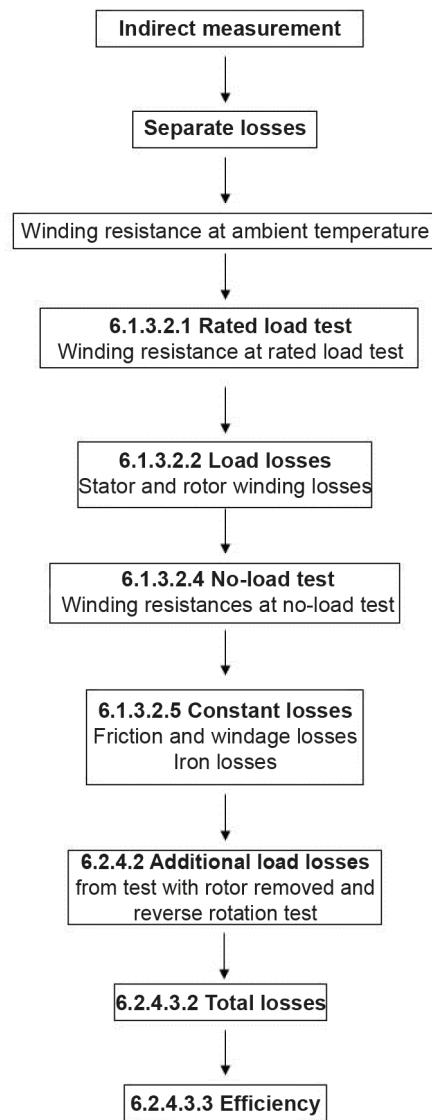 Indirect measurement
Separate losses
Winding resistance at ambient temperature
6.1.3.2.1 Rated load test
Winding resistance at rated load test
6.1.3.2.2 Load losses
Stator and rotor winding losses
6.1.3.2.4 No-load test
Winding resistances at no-load test
6.1.3.2.5 Constant losses
Friction and windage losses
Iron losses
6.2.4.2 Additional load losses
from test with rotor removed and
reverse rotation test
6.2.4.3.2 Total losses
6.2.4.3.3 Efficiency